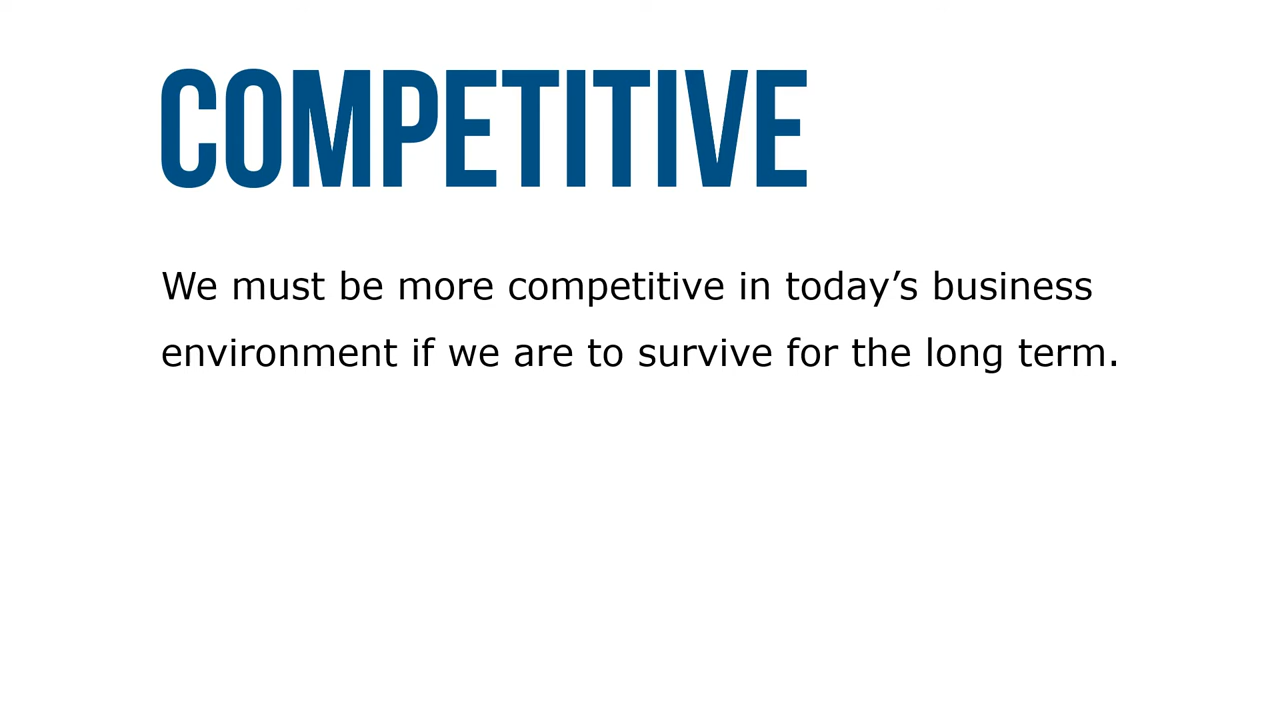 COMPETITIVE
We must be more competitive in today’s business
environment if we are to survive for the long term.